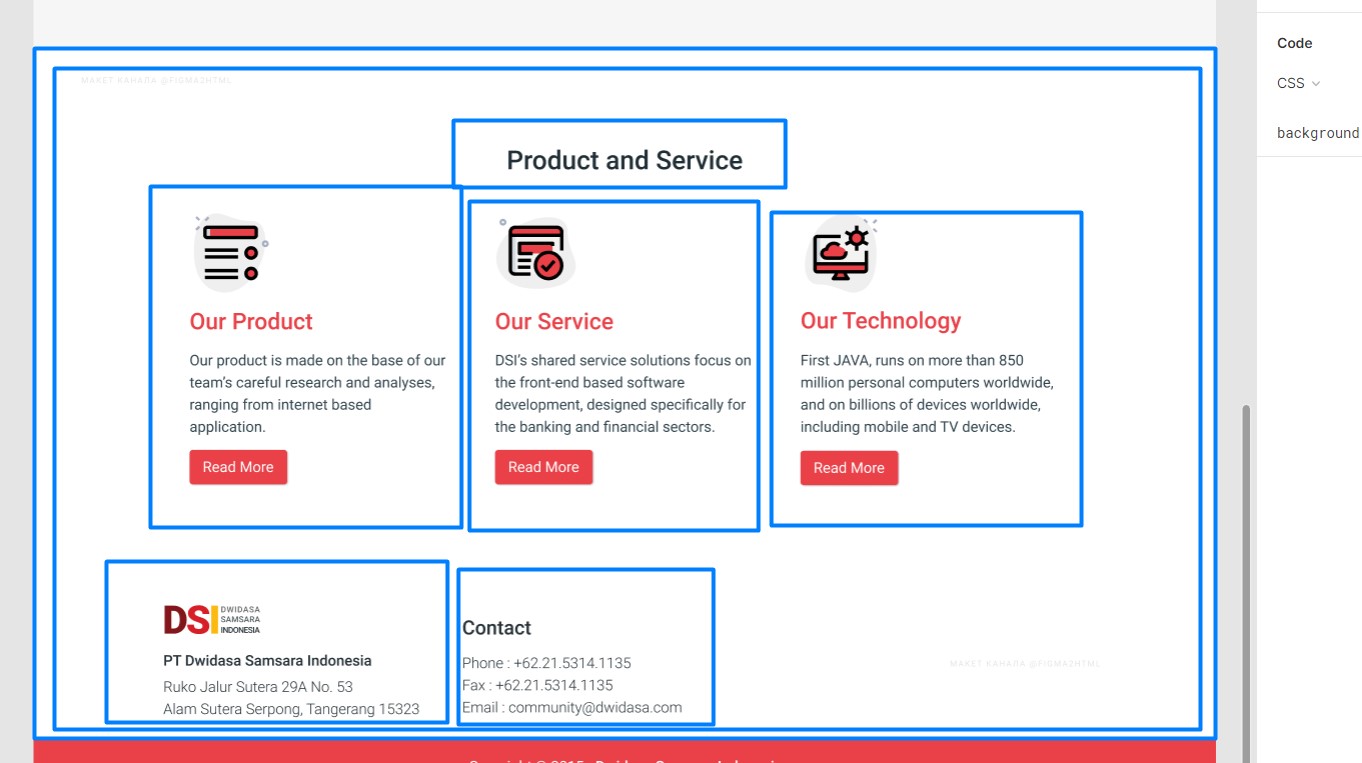 Code
CSS
background
МАКЕТ КАНАЛА @FIGMA2HTML
Product and Service
Our Product
Our product is made on the base of our
team's careful research and analyses,
ranging from internet based
application.
Read More
Our Service
DSI's shared service solutions focus on
the front-end based software
development, designed specifically for
the banking and financial sectors.
Read More
Our Technology
First JAVA, runs on more than 850
million personal computers worldwide,
and on billions of devices worldwide,
including mobile and TV devices.
Read More
DSI
DWIDASA
SAMSARA
INDONESIA
PT Dwidasa Samsara Indonesia
Ruko Jalur Sutera 29A No. 53
Alam Sutera Serpong, Tangerang 15323
Contact
Phone : +62.21.5314.1135
Fax : +62.21.5314.1135
Email : community@dwidasa.com
МАКЕТ КАНАЛА @FIGMA2HTML